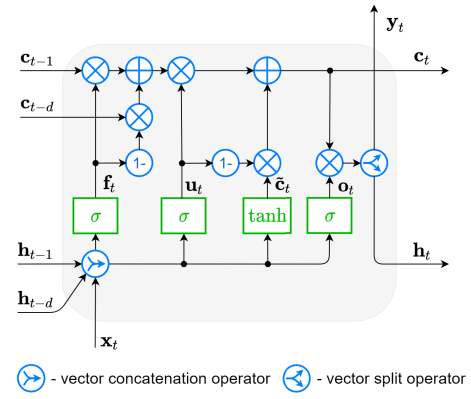 y_t
c_{t-1} c_t
c_{t-d}
1- 1-
f_t u_t c̃_t o_t
σ σ tanh σ
h_{t-1} h_t
h_{t-d}
x_t
- vector concatenation operator - vector split operator